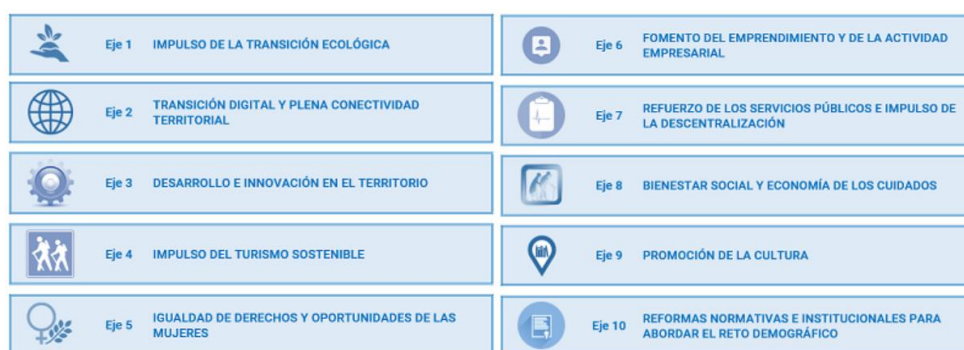 Eje 1 IMPULSO DE LA TRANSICIÓN ECOLÓGICA
Eje 2 TRANSICIÓN DIGITAL Y PLENA CONECTIVIDAD
TERRITORIAL
Eje 3 DESARROLLO E INNOVACIÓN EN EL TERRITORIO
Eje 4 IMPULSO DEL TURISMO SOSTENIBLE
Eje 5 IGUALDAD DE DERECHOS Y OPORTUNIDADES DE LAS
MUJERES
Eje 6 FOMENTO DEL EMPRENDIMIENTO Y DE LA ACTIVIDAD
EMPRESARIAL
Eje 7 REFUERZO DE LOS SERVICIOS PÚBLICOS E IMPULSO DE
LA DESCENTRALIZACIÓN
Eje 8 BIENESTAR SOCIAL Y ECONOMÍA DE LOS CUIDADOS
Eje 9 PROMOCIÓN DE LA CULTURA
Eje 10 REFORMAS NORMATIVAS E INSTITUCIONALES PARA
ABORDAR EL RETO DEMOGRÁFICO